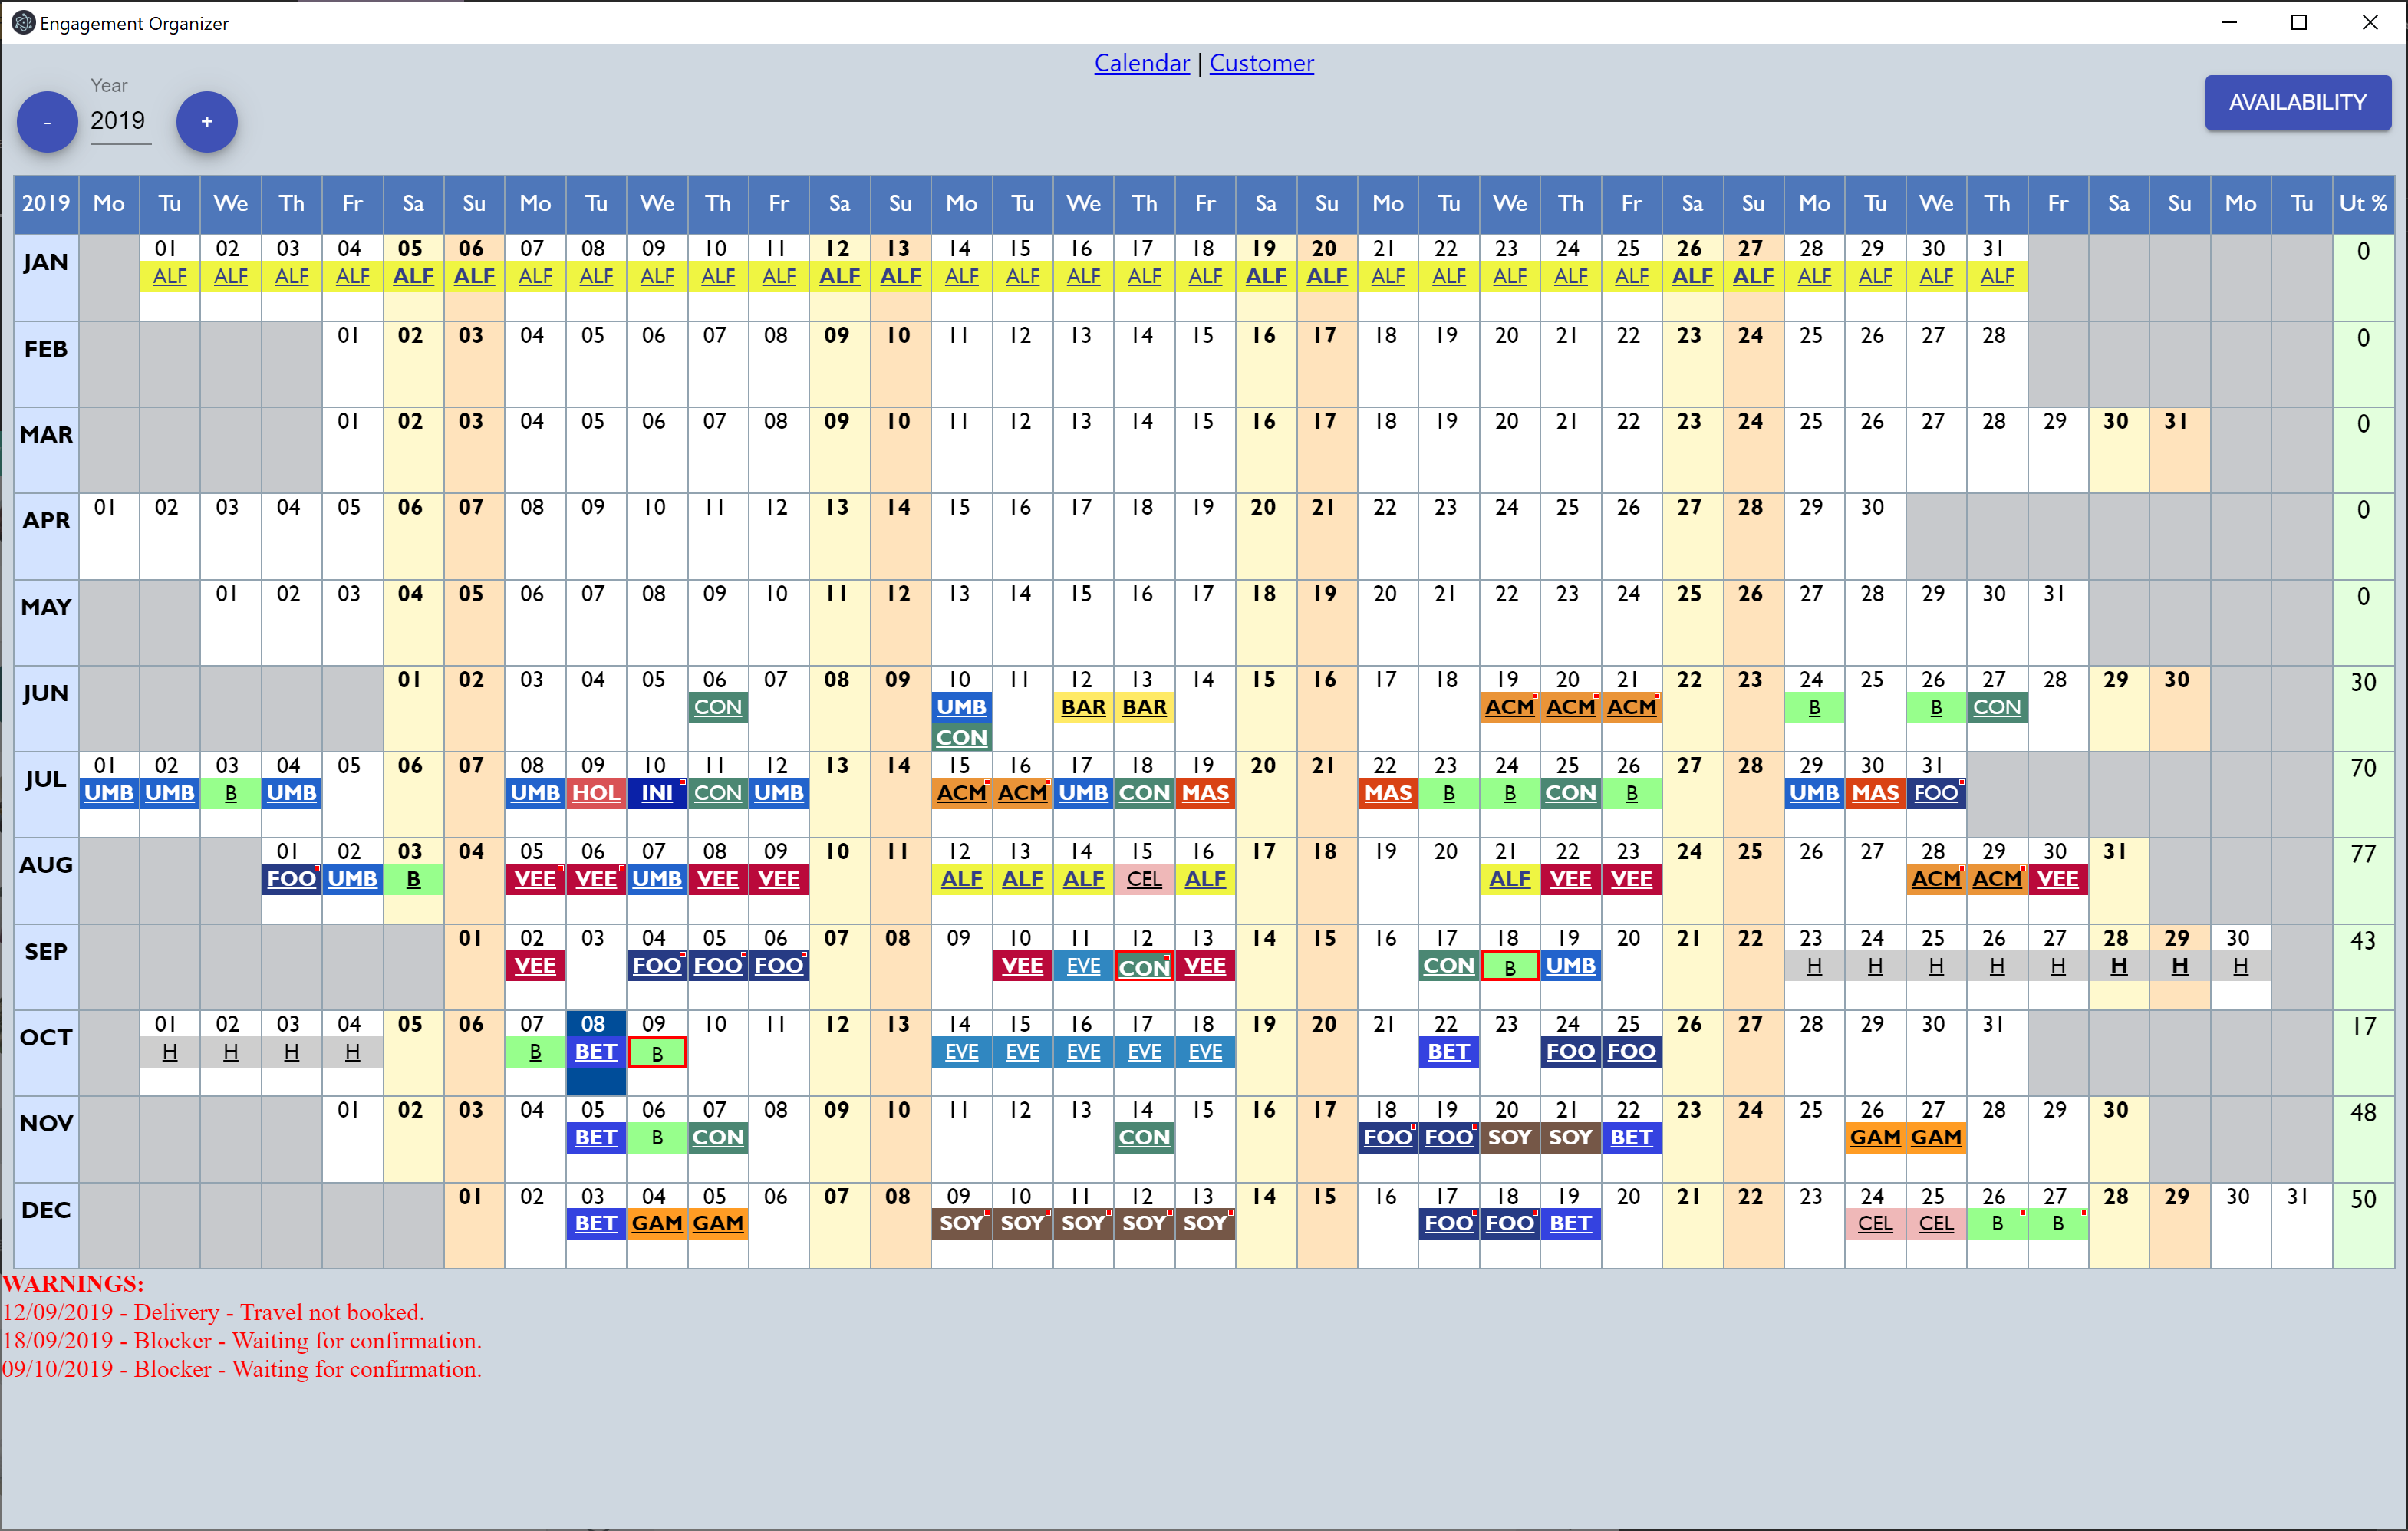 Engagement Organizer
Calendar | Customer
Year
- 2019 +
AVAILABILITY
2019 Mo Tu We Th Fr Sa Su Mo Tu We Th Fr Sa Su Mo Tu We Th Fr Sa Su Mo Tu We Th Fr Sa Su Mo Tu We Th Fr Sa Su Mo Tu Ut %
JAN 01 02 03 04 05 06 07 08 09 10 11 12 13 14 15 16 17 18 19 20 21 22 23 24 25 26 27 28 29 30 31 0
ALF ALF ALF ALF ALF ALF ALF ALF ALF ALF ALF ALF ALF ALF ALF ALF ALF ALF ALF ALF ALF ALF ALF ALF ALF ALF ALF ALF ALF ALF ALF
FEB 01 02 03 04 05 06 07 08 09 10 11 12 13 14 15 16 17 18 19 20 21 22 23 24 25 26 27 28 0
MAR 01 02 03 04 05 06 07 08 09 10 11 12 13 14 15 16 17 18 19 20 21 22 23 24 25 26 27 28 29 30 31 0
APR 01 02 03 04 05 06 07 08 09 10 11 12 13 14 15 16 17 18 19 20 21 22 23 24 25 26 27 28 29 30 0
MAY 01 02 03 04 05 06 07 08 09 10 11 12 13 14 15 16 17 18 19 20 21 22 23 24 25 26 27 28 29 30 31 0
JUN 01 02 03 04 05 06 07 08 09 10 11 12 13 14 15 16 17 18 19 20 21 22 23 24 25 26 27 28 29 30 30
CON UMB BAR BAR ACM ACM ACM B B CON
CON
JUL 01 02 03 04 05 06 07 08 09 10 11 12 13 14 15 16 17 18 19 20 21 22 23 24 25 26 27 28 29 30 31 70
UMB UMB B UMB UMB HOL INI CON UMB ACM ACM UMB CON MAS MAS B B CON B UMB MAS FOO
AUG 01 02 03 04 05 06 07 08 09 10 11 12 13 14 15 16 17 18 19 20 21 22 23 24 25 26 27 28 29 30 31 77
FOO UMB B VEE VEE UMB VEE VEE ALF ALF ALF CEL ALF ALF VEE VEE ACM ACM VEE
SEP 01 02 03 04 05 06 07 08 09 10 11 12 13 14 15 16 17 18 19 20 21 22 23 24 25 26 27 28 29 30 43
VEE FOO FOO FOO VEE EVE CON VEE CON B UMB H H H H H H H H
OCT 01 02 03 04 05 06 07 08 09 10 11 12 13 14 15 16 17 18 19 20 21 22 23 24 25 26 27 28 29 30 31 17
H H H H B BET B EVE EVE EVE EVE EVE BET FOO FOO
NOV 01 02 03 04 05 06 07 08 09 10 11 12 13 14 15 16 17 18 19 20 21 22 23 24 25 26 27 28 29 30 48
BET B CON CON FOO FOO SOY SOY BET GAM GAM
DEC 01 02 03 04 05 06 07 08 09 10 11 12 13 14 15 16 17 18 19 20 21 22 23 24 25 26 27 28 29 30 31 50
BET GAM GAM SOY SOY SOY SOY SOY FOO FOO BET CEL CEL B B
WARNINGS:
12/09/2019 - Delivery - Travel not booked.
18/09/2019 - Blocker - Waiting for confirmation.
09/10/2019 - Blocker - Waiting for confirmation.